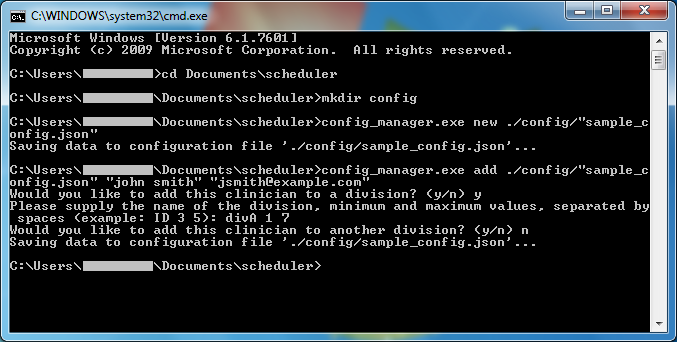 C:\WINDOWS\system32\cmd.exe
Microsoft Windows [Version 6.1.7601]
Copyright (c) 2009 Microsoft Corporation.  All rights reserved.
C:\Users\ >cd Documents\scheduler
C:\Users\ \Documents\scheduler>mkdir config
C:\Users\ \Documents\scheduler>config_manager.exe new ./config/"sample_c
onfig.json"
Saving data to configuration file './config/sample_config.json'...
C:\Users\ \Documents\scheduler>config_manager.exe add ./config/"sample_c
onfig.json" "john smith" "jsmith@example.com"
Would you like to add this clinician to a division? (y/n) y
Please supply the name of the division, minimum and maximum values, separated by
 spaces (example: ID 3 5): divA 1 7
Would you like to add this clinician to another division? (y/n) n
Saving data to configuration file './config/sample_config.json'...
C:\Users\ \Documents\scheduler>